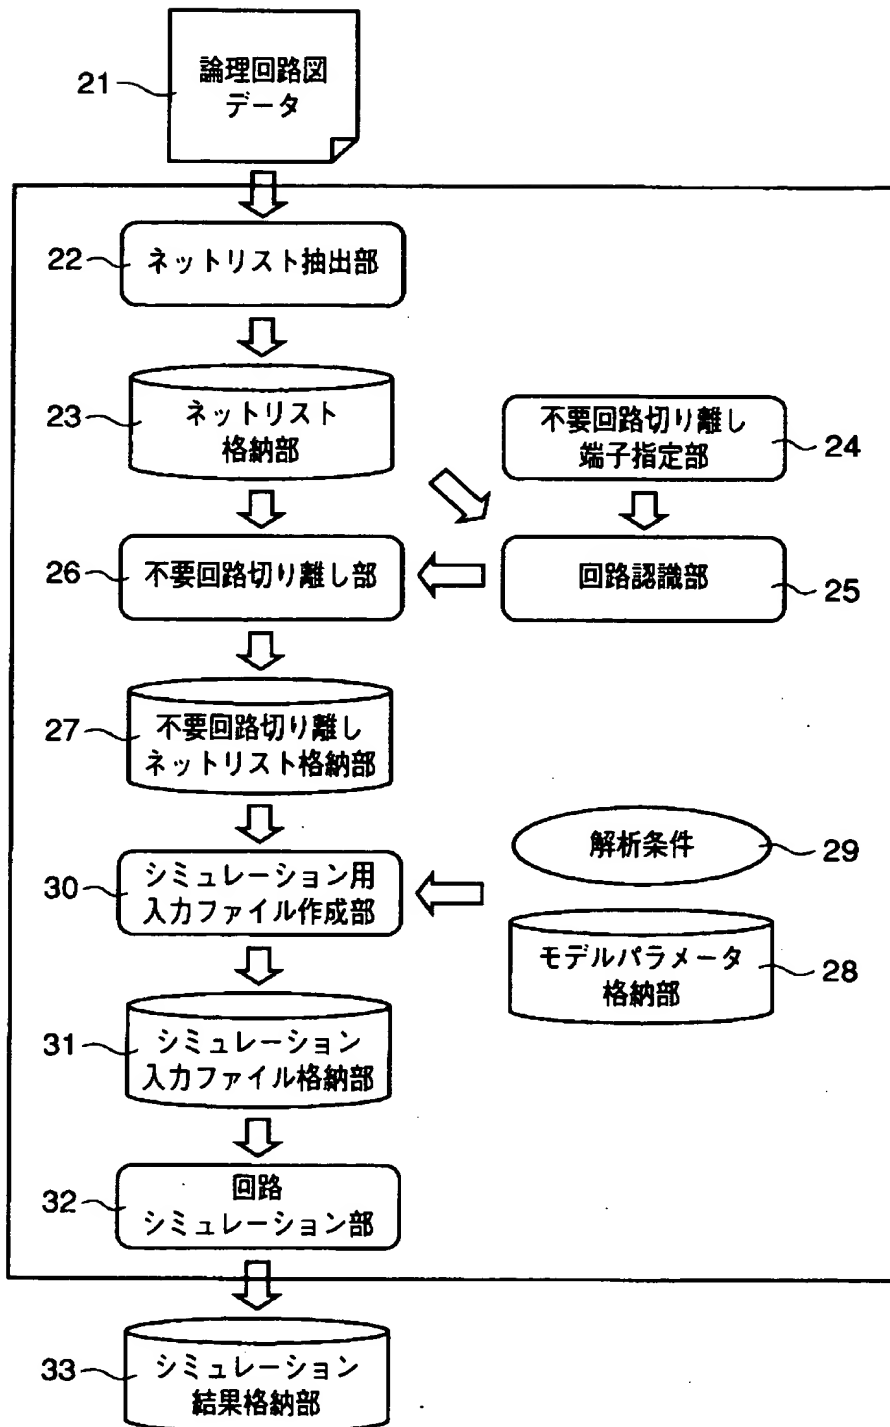 21
論理回路図
データ
22
ネットリスト抽出部
23
ネットリスト
格納部
不要回路切り離し
端子指定部
24
26
不要回路切り離し部
回路認識部
25
27
不要回路切り離し
ネットリスト格納部
解析条件
29
30
シミュレーション用
入力ファイル作成部
モデルパラメータ
格納部
28
31
シミュレーション
入力ファイル格納部
32
回路
シミュレーション部
33
シミュレーション
結果格納部